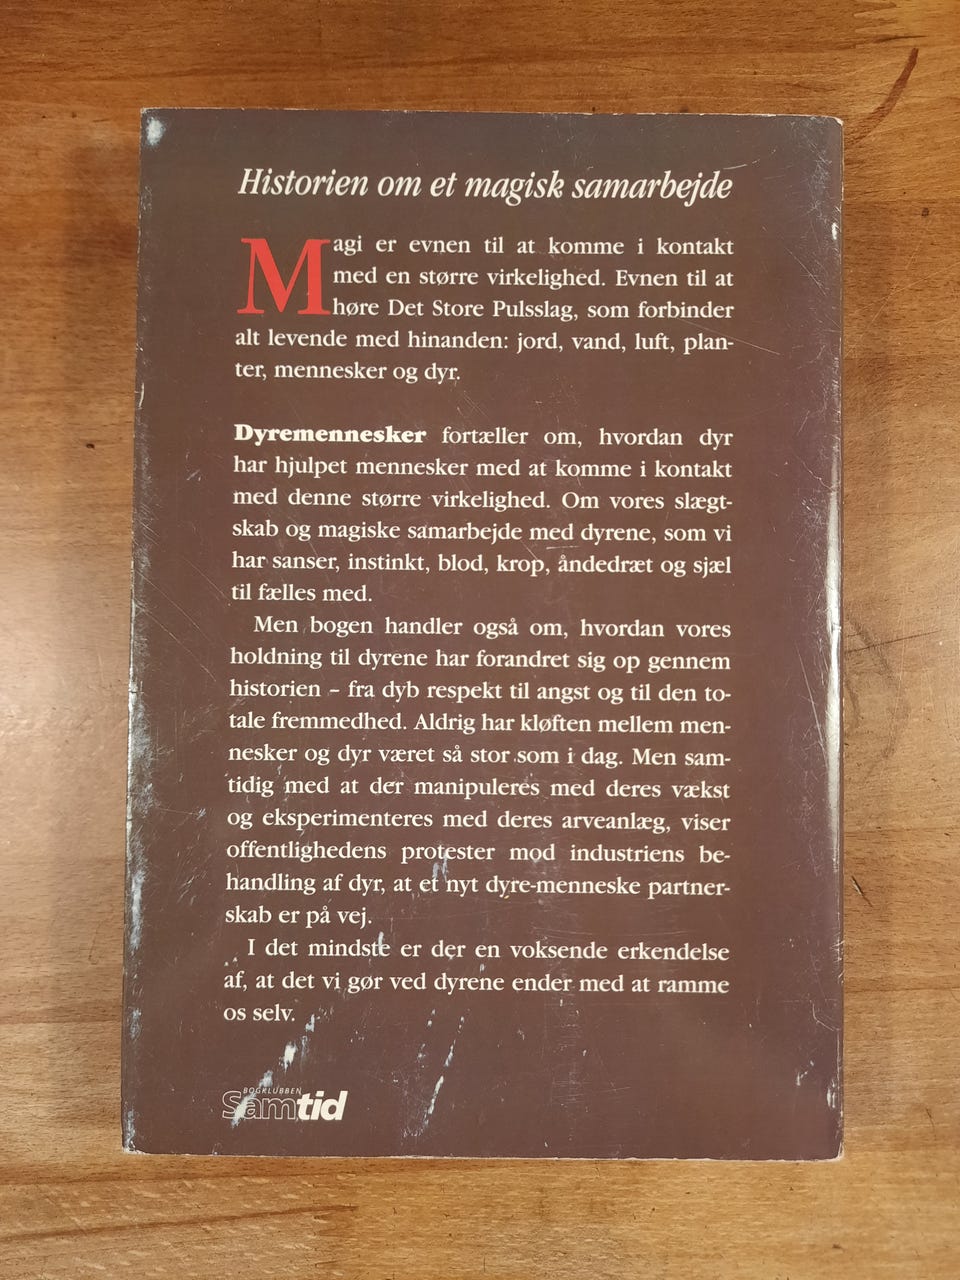 Historien om et magisk samarbejde
Magi er evnen til at komme i kontakt
med en større virkelighed. Evnen til at
høre Det Store Pulsslag, som forbinder
alt levende med hinanden: jord, vand, luft, plan-
ter, mennesker og dyr.
Dyremennesker fortæller om, hvordan dyr
har hjulpet mennesker med at komme i kontakt
med denne større virkelighed. Om vores slægt-
skab og magiske samarbejde med dyrene, som vi
har sanser, instinkt, blod, krop, åndedræt og sjæl
til fælles med.
Men bogen handler også om, hvordan vores
holdning til dyrene har forandret sig op gennem
historien – fra dyb respekt til angst og til den to-
tale fremmedhed. Aldrig har kløften mellem men-
nesker og dyr været så stor som i dag. Men sam-
tidig med at der manipuleres med deres vækst
og eksperimenteres med deres arveanlæg, viser
offentlighedens protester mod industriens be-
handling af dyr, at et nyt dyre-menneske partner-
skab er på vej.
I det mindste er der en voksende erkendelse
af, at det vi gør ved dyrene ender med at ramme
os selv.
BOGKLUBBEN
Samtid